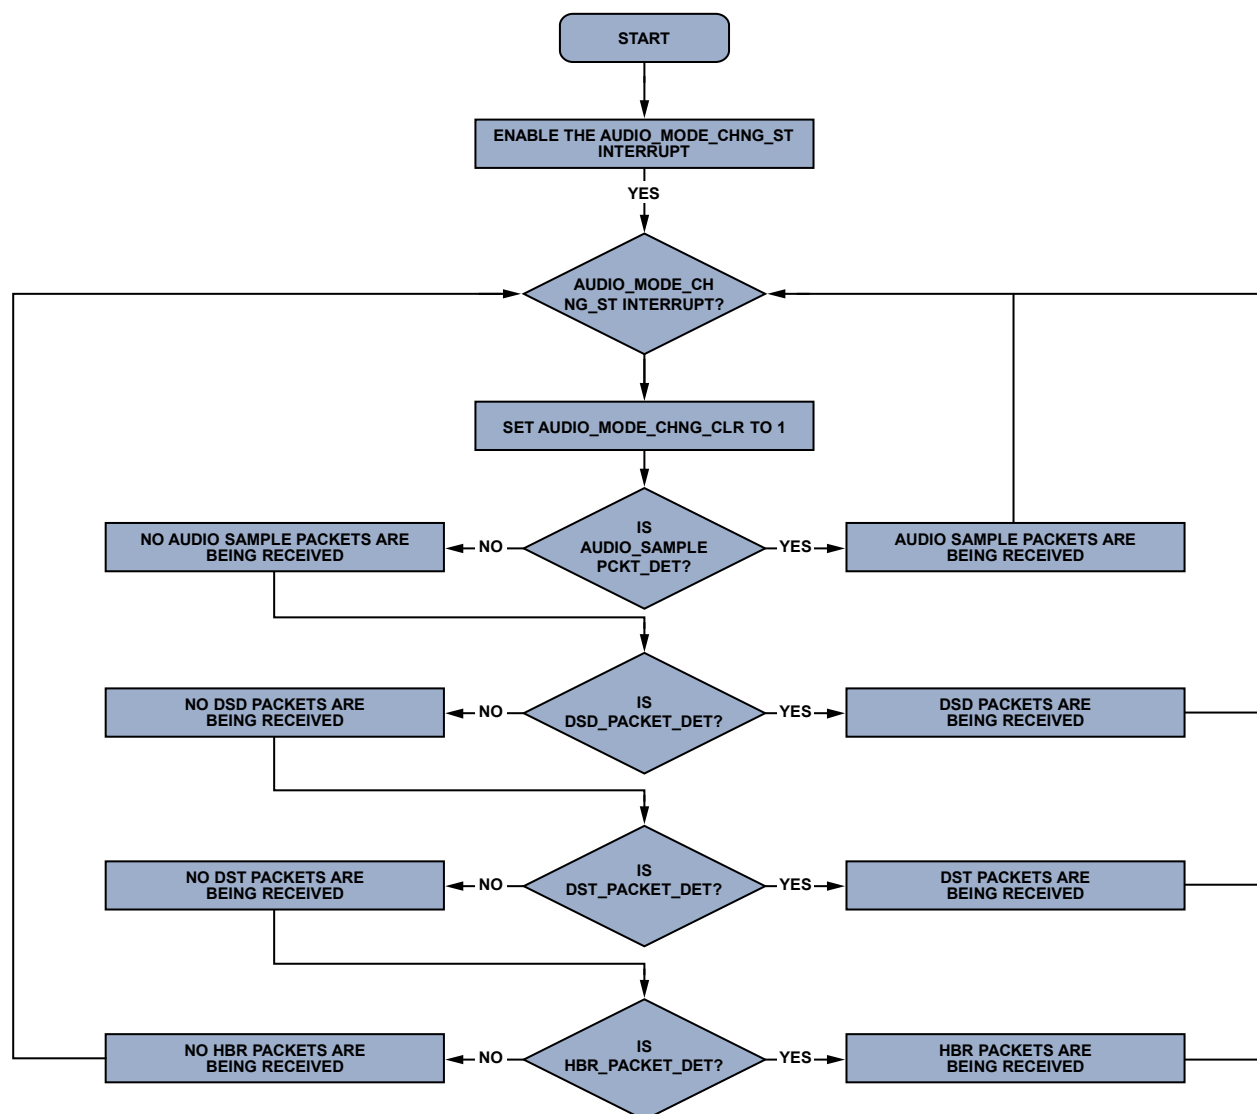 START
ENABLE THE AUDIO_MODE_CHNG_ST
INTERRUPT
YES
AUDIO_MODE_CH
NG_ST INTERRUPT?
SET AUDIO_MODE_CHNG_CLR TO 1
NO AUDIO SAMPLE PACKETS ARE
BEING RECEIVED
NO
IS
AUDIO_SAMPLE
PCKT_DET?
YES
AUDIO SAMPLE PACKETS ARE
BEING RECEIVED
NO DSD PACKETS ARE
BEING RECEIVED
NO
IS
DSD_PACKET_DET?
YES
DSD PACKETS ARE
BEING RECEIVED
NO DST PACKETS ARE
BEING RECEIVED
NO
IS
DST_PACKET_DET?
YES
DST PACKETS ARE
BEING RECEIVED
NO HBR PACKETS ARE
BEING RECEIVED
NO
IS
HBR_PACKET_DET?
YES
HBR PACKETS ARE
BEING RECEIVED